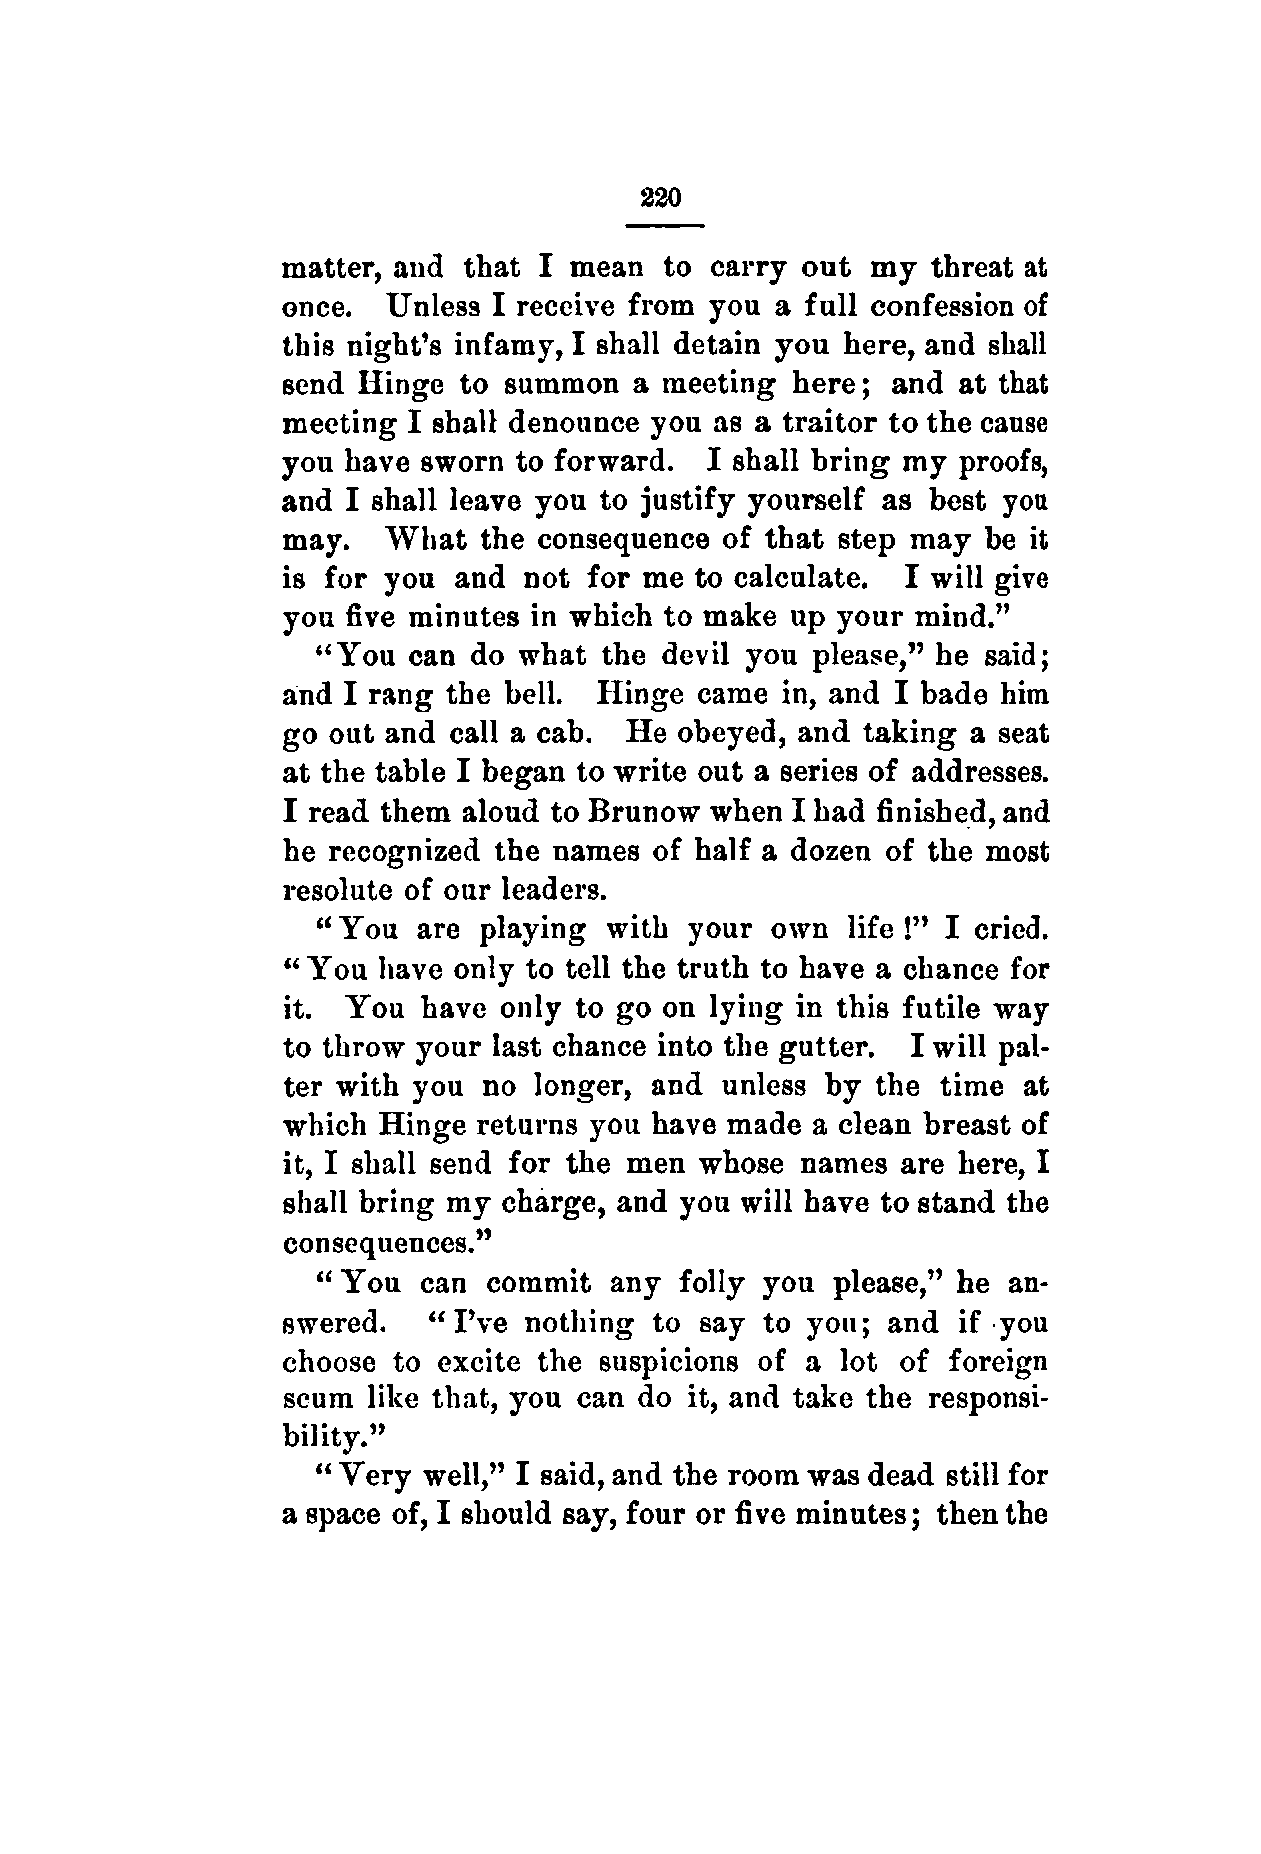 220
matter, and that I mean to carry out my threat at
once. Unless I receive from you a full confession of
this night's infamy, I shall detain you here, and shall
send Hinge to summon a meeting here; and at that
meeting I shall denounce you as a traitor to the cause
you have sworn to forward. I shall bring my proofs,
and I shall leave you to justify yourself as best you
may. What the consequence of that step may be it
is for you and not for me to calculate. I will give
you five minutes in which to make up your mind."
"You can do what the devil you please," he said;
and I rang the bell. Hinge came in, and I bade him
go out and call a cab. He obeyed, and taking a seat
at the table I began to write out a series of addresses.
I read them aloud to Brunow when I had finished, and
he recognized the names of half a dozen of the most
resolute of our leaders.
"You are playing with your own life!" I cried.
"You have only to tell the truth to have a chance for
it. You have only to go on lying in this futile way
to throw your last chance into the gutter. I will pal-
ter with you no longer, and unless by the time at
which Hinge returns you have made a clean breast of
it, I shall send for the men whose names are here, I
shall bring my charge, and you will have to stand the
consequences."
"You can commit any folly you please," he an-
swered. "I've nothing to say to you; and if you
choose to excite the suspicions of a lot of foreign
scum like that, you can do it, and take the responsi-
bility."
"Very well," I said, and the room was dead still for
a space of, I should say, four or five minutes; then the